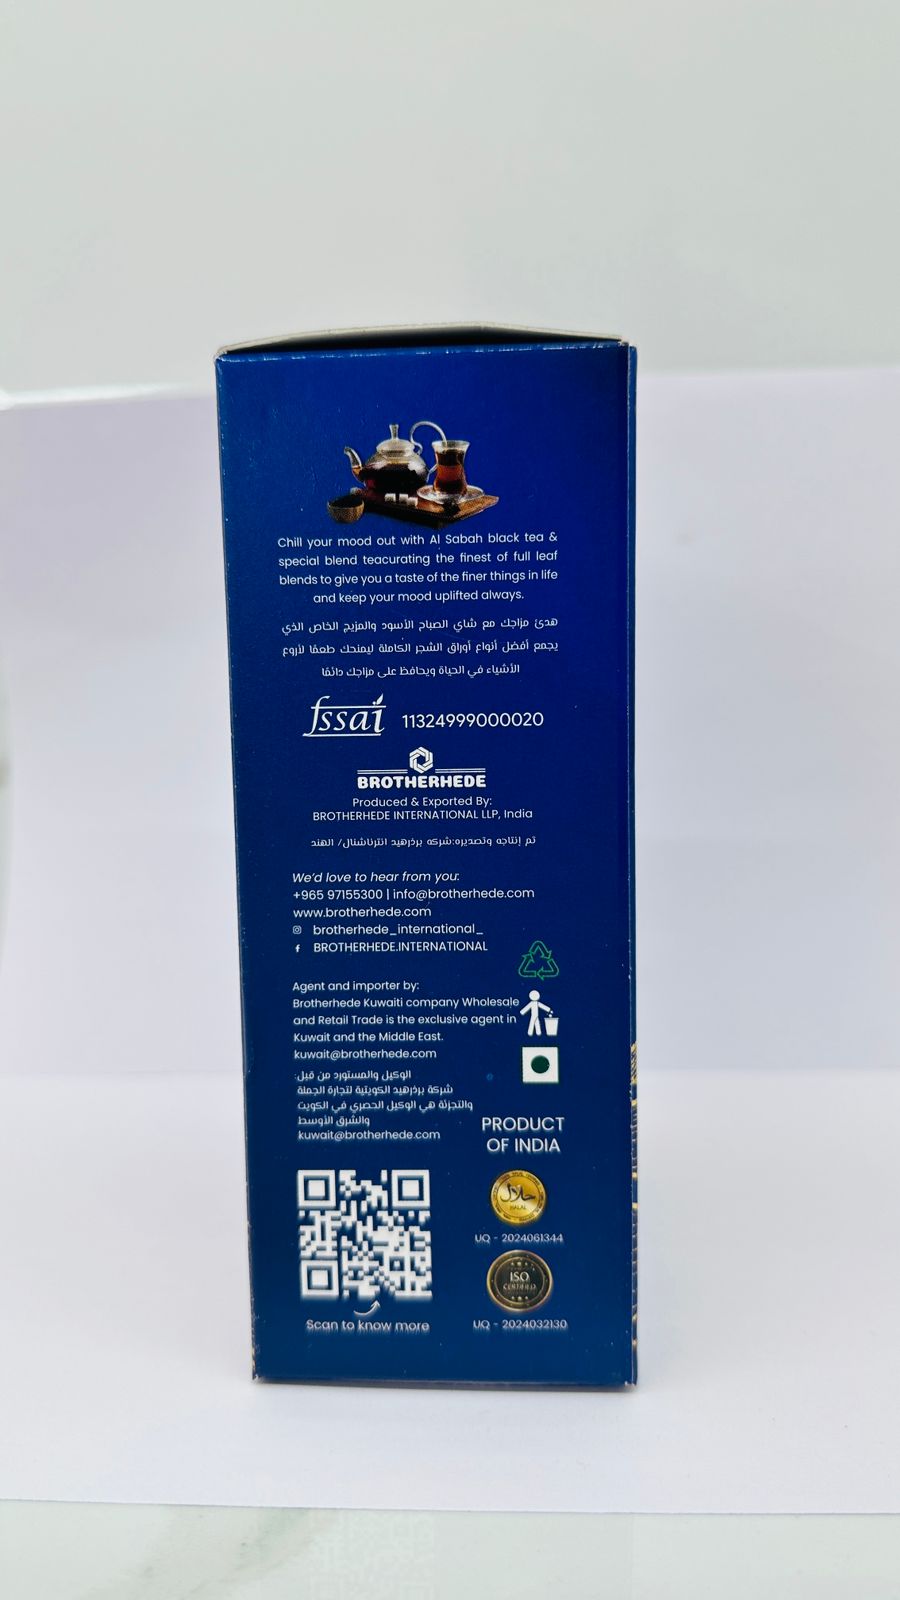 Chill your mood out with Al Sabah black tea &
special blend teacurating the finest of full leaf
blends to give you a taste of the finer things in life
and keep your mood uplifted always.
هدئ مزاجك مع شاي الصباح الأسود والمزيج الخاص الذي
يجمع أفضل أنواع أوراق الشجر الكاملة ليمنحك طعمًا لأروع
الأشياء في الحياة ويحافظ على مزاجك دائمًا
fssai 11324999000020
BROTHERHEDE
Produced & Exported By:
BROTHERHEDE INTERNATIONAL LLP, India
تم إنتاجه وتصديره:شركه برذرهيد انترناشنال/ الهند
We'd love to hear from you:
+965 97155300 | info@brotherhede.com
www.brotherhede.com
brotherhede_international_
BROTHERHEDE.INTERNATIONAL
Agent and importer by:
Brotherhede Kuwaiti company Wholesale
and Retail Trade is the exclusive agent in
Kuwait and the Middle East.
kuwait@brotherhede.com
الوكيل والمستورد من قبل:
شركة برذرهيد الكويتية لتجارة الجملة
والتجزئة هي الوكيل الحصري في الكويت
والشرق الأوسط
kuwait@brotherhede.com
PRODUCT
OF INDIA
حلال
HALAL
UQ - 2024061344
ISO
CERTIFIED
UQ - 2024032130
Scan to know more